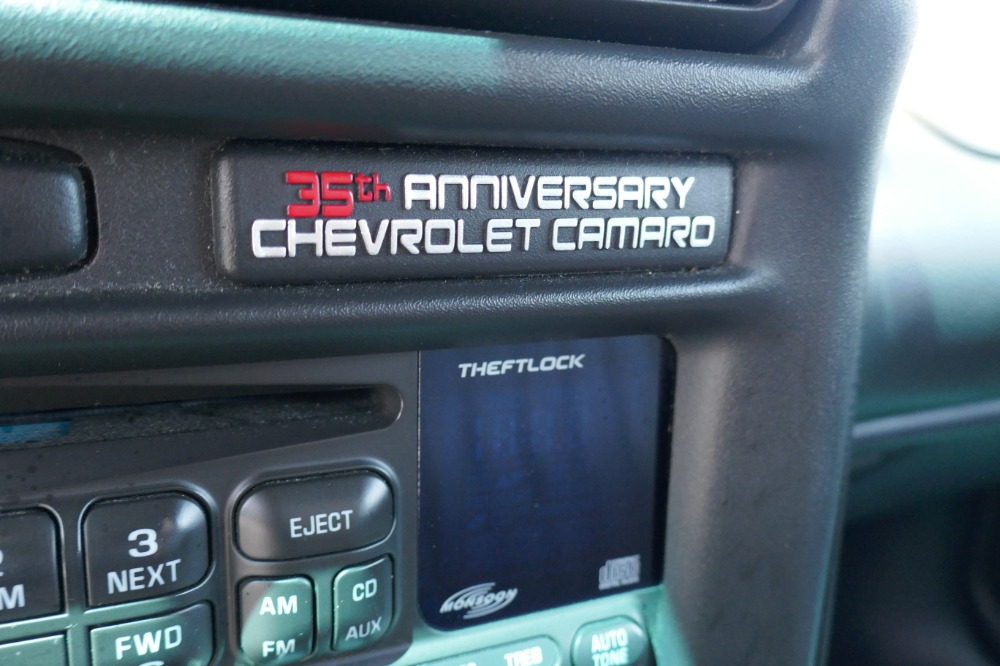 35th ANNIVERSARY
CHEVROLET CAMARO
THEFTLOCK
EJECT
3
NEXT
AM
FM
CD
AUX
FWD
MONSOON
AUTO
TONE